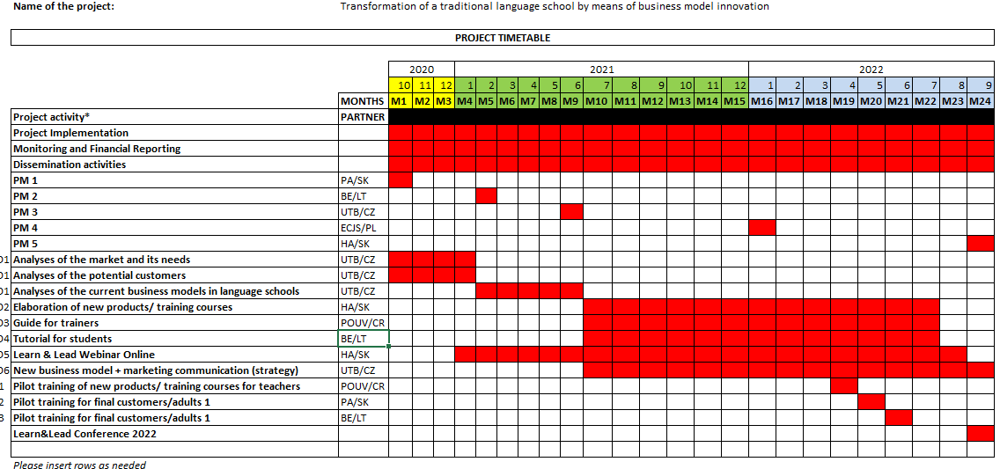 Name of the project: Transformation of a traditional language school by means of business model innovation
PROJECT TIMETABLE
2020 2021 2022
10 11 12 1 2 3 4 5 6 7 8 9 10 11 12 1 2 3 4 5 6 7 8 9
MONTHS M1 M2 M3 M4 M5 M6 M7 M8 M9 M10 M11 M12 M13 M14 M15 M16 M17 M18 M19 M20 M21 M22 M23 M24
Project activity* PARTNER
Project Implementation
Monitoring and Financial Reporting
Dissemination activities
PM 1 PA/SK
PM 2 BE/LT
PM 3 UTB/CZ
PM 4 ECJS/PL
PM 5 HA/SK
1 Analyses of the market and its needs UTB/CZ
1 Analyses of the potential customers UTB/CZ
1 Analyses of the current business models in language schools UTB/CZ
2 Elaboration of new products/ training courses HA/SK
3 Guide for trainers POUV/CR
4 Tutorial for students BE/LT
5 Learn & Lead Webinar Online HA/SK
6 New business model + marketing communication (strategy) UTB/CZ
1 Pilot training of new products/ training courses for teachers POUV/CR
2 Pilot training for final customers/adults 1 PA/SK
3 Pilot training for final customers/adults 1 BE/LT
Learn&Lead Conference 2022
Please insert rows as needed